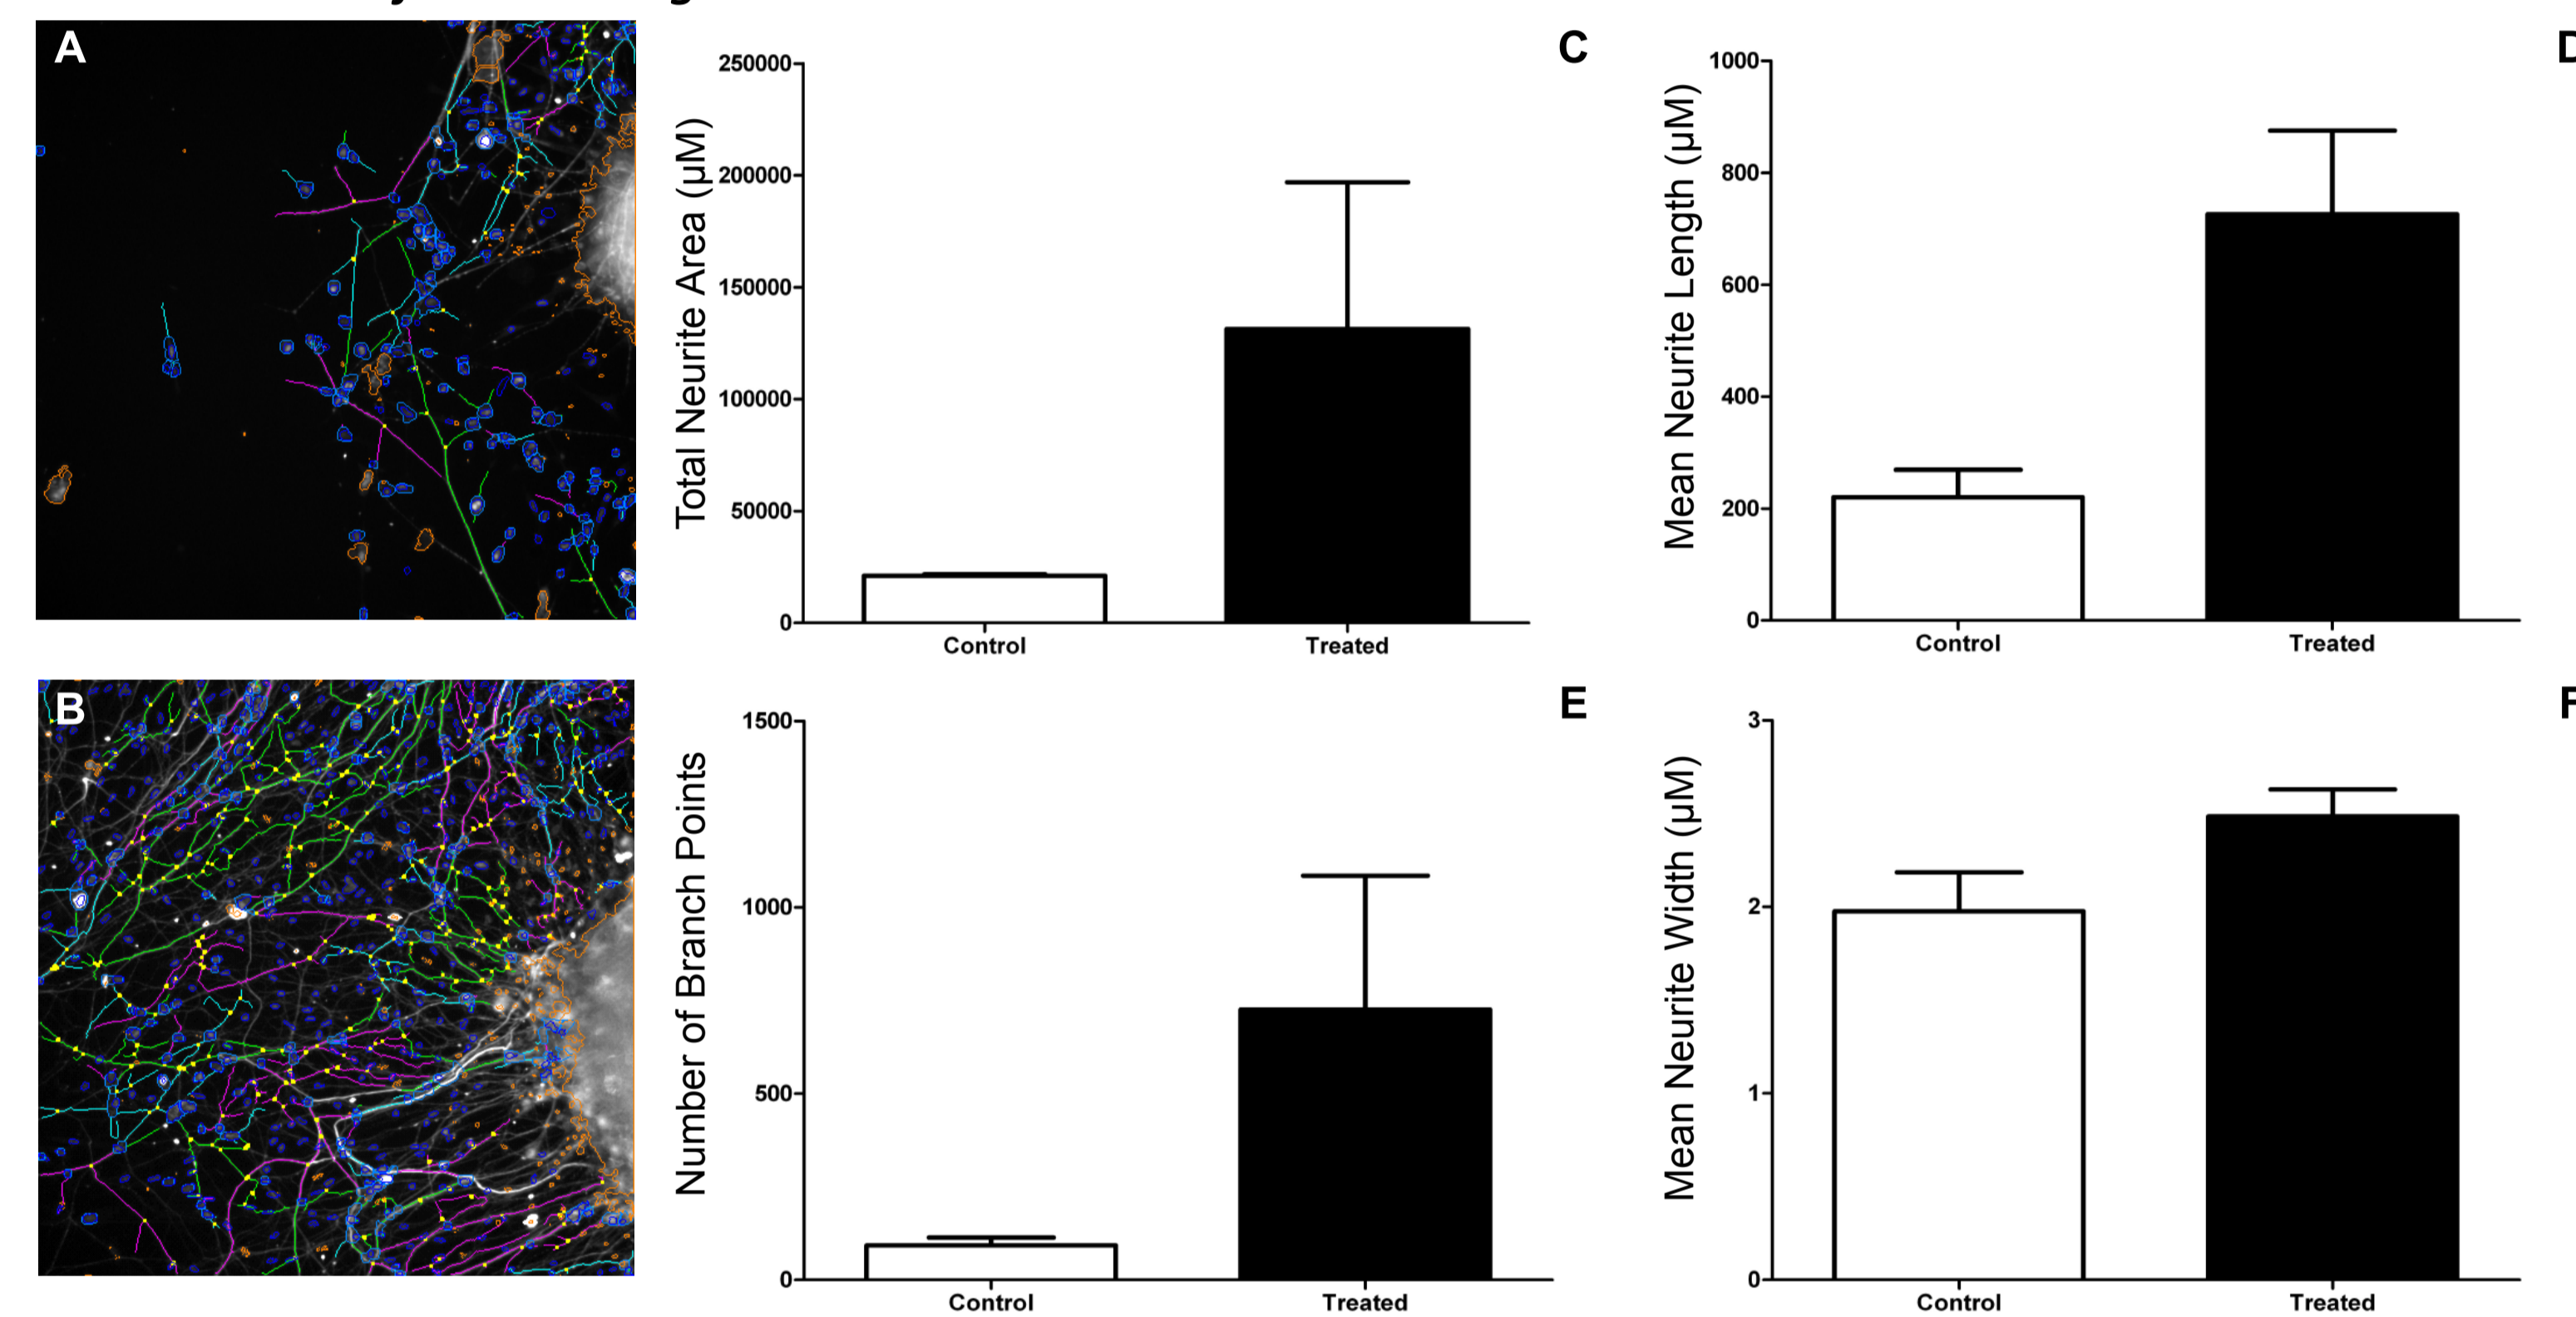 A
C
D
250000
200000
150000
100000
50000
0
Total Neurite Area (µM)
Control
Treated
1000
800
600
400
200
0
Mean Neurite Length (µM)
Control
Treated
B
E
F
1500
1000
500
0
Number of Branch Points
Control
Treated
3
2
1
0
Mean Neurite Width (µM)
Control
Treated